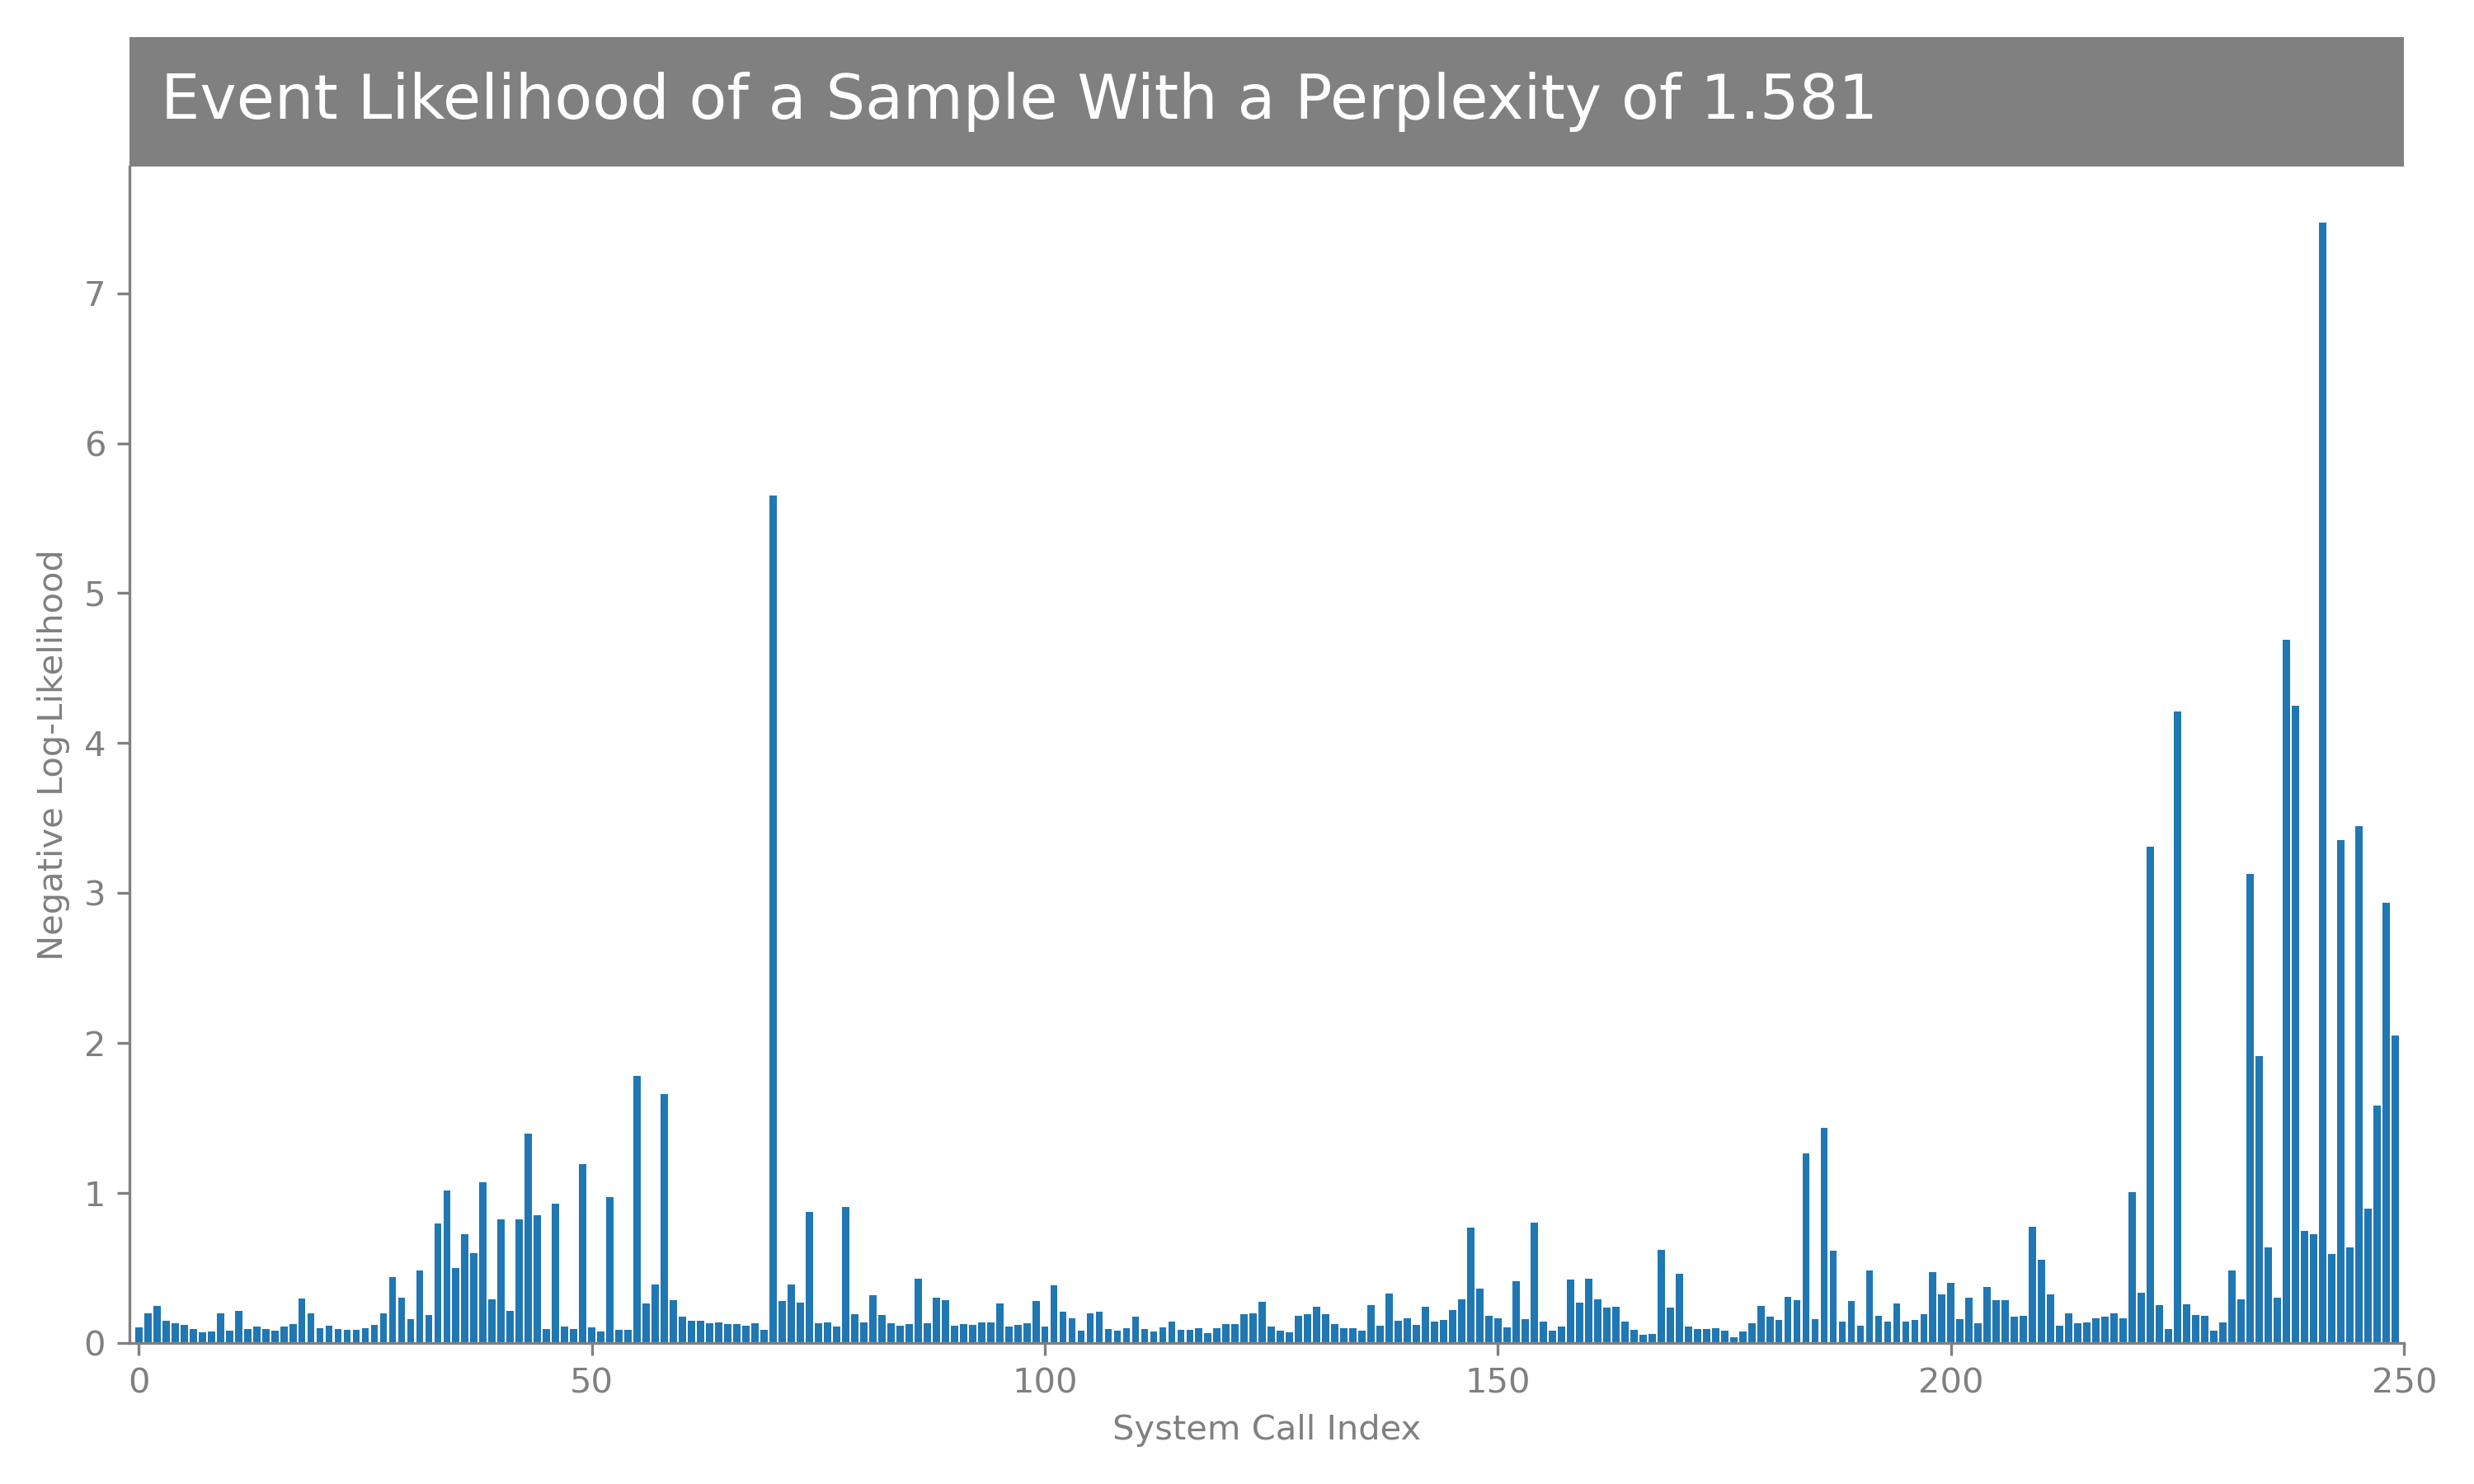 Event Likelihood of a Sample With a Perplexity of 1.581
Negative Log-Likelihood
7
6
5
4
3
2
1
0
0 50 100 150 200 250
System Call Index